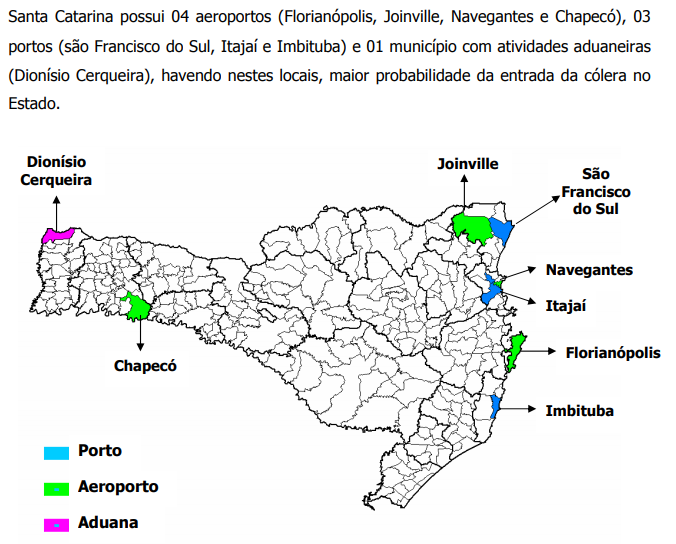 Santa Catarina possui 04 aeroportos (Florianópolis, Joinville, Navegantes e Chapecó), 03
portos (são Francisco do Sul, Itajaí e Imbituba) e 01 município com atividades aduaneiras
(Dionísio Cerqueira), havendo nestes locais, maior probabilidade da entrada da cólera no
Estado.
Dionísio
Cerqueira
Joinville
São
Francisco
do Sul
Navegantes
Itajaí
Florianópolis
Chapecó
Imbituba
Porto
Aeroporto
Aduana